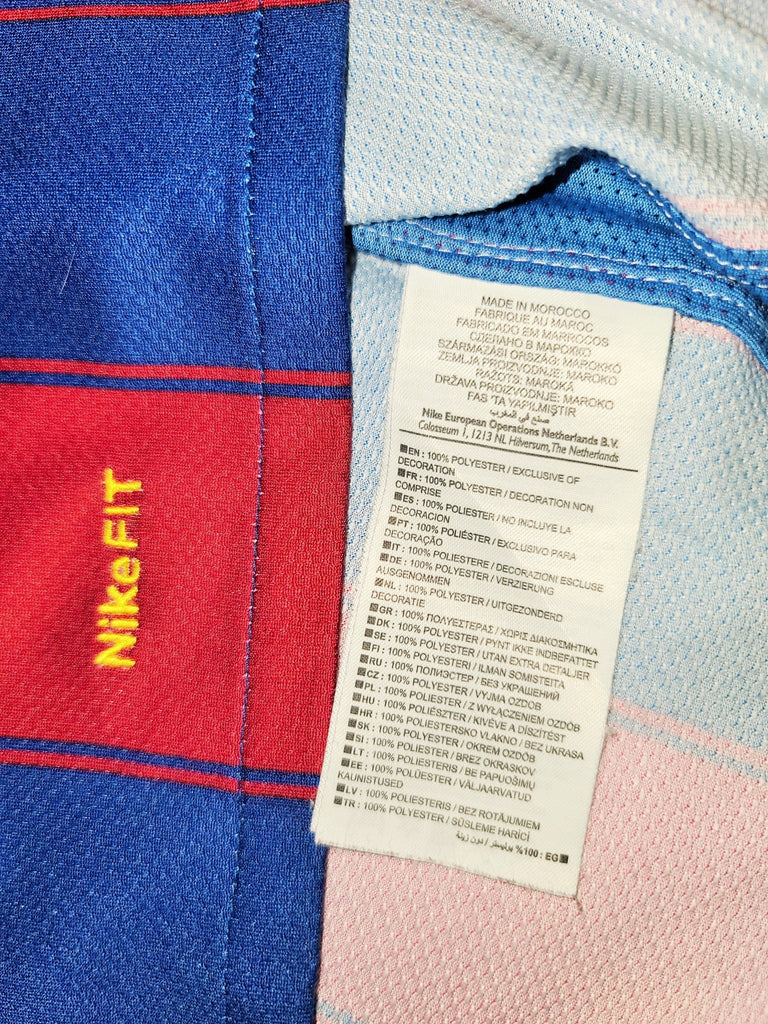 NikeFIT
MADE IN MOROCCO
FABRIQUE AU MAROC
FABRICADO EM MARROCOS
СДЕЛАНО В МАРОККО
SZÁRMAZÁSI ORSZÁG: MAROKKÓ
ZEMLJA PROIZVODNJE: MAROKO
RAŽOTS: MAROKĀ
DRŽAVA PROIZVODNJE: MAROKO
FAS 'TA YAPILMIŞTIR
صنع في المغرب
Nike European Operations Netherlands B.V.
Colosseum 1, 1213 NL Hilversum, The Netherlands
EN : 100% POLYESTER / EXCLUSIVE OF
DECORATION
FR : 100% POLYESTER / DECORATION NON
COMPRISE
ES : 100% POLIESTER / NO INCLUYE LA
DECORACION
PT : 100% POLIÉSTER / EXCLUSIVO PARA
DECORAÇÃO
IT : 100% POLIESTERE / DECORAZIONI ESCLUSE
DE : 100% POLYESTER / VERZIERUNG
AUSGENOMMEN
NL : 100% POLYESTER / UITGEZONDERD
DECORATIE
GR : 100% ΠΟΛΥΕΣΤΕΡΑΣ / ΧΩΡΙΣ ΔΙΑΚΟΣΜΗΤΙΚΑ
DK : 100% POLYESTER / PYNT IKKE INDBEFATTET
SE : 100% POLYESTER / UTAN EXTRA DETALJER
FI : 100% POLYESTERI / ILMAN SOMISTEITA
RU : 100% ПОЛИЭСТЕР / БЕЗ УКРАШЕНИЙ
CZ : 100% POLYESTER / VYJMA OZDOB
PL : 100% POLYESTER / Z WYŁĄCZENIEM OZDÓB
HU : 100% POLIÉSZTER / KIVÉVE A DÍSZÍTÉST
HR : 100% POLIESTERSKO VLAKNO / BEZ UKRASA
SK : 100% POLYESTER / OKREM OZDÔB
SI : 100% POLIESTER / BREZ OKRASKOV
LT : 100% POLIESTERIS / BE PAPUOŠIMŲ
EE : 100% POLÜESTER / VÄLJAARVATUD
KAUNISTUSED
LV : 100% POLIESTERIS / BEZ ROTĀJUMIEM
TR : 100% POLYESTER / SÜSLEME HARİCİ
%100 : EG بوليستر / دون زينة